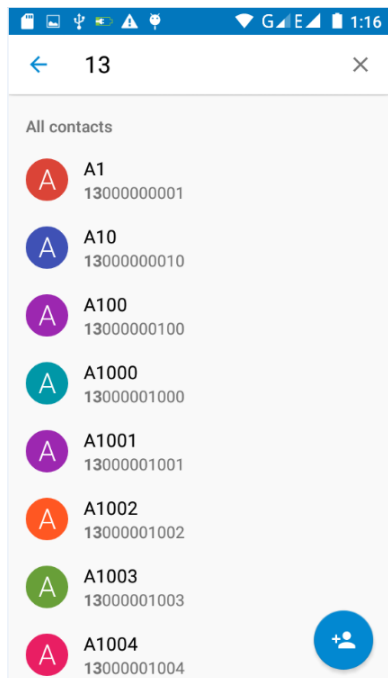 G E 1:16
13
All contacts
A A1
13000000001
A A10
13000000010
A A100
13000000100
A A1000
13000001000
A A1001
13000001001
A A1002
13000001002
A A1003
13000001003
A A1004
13000001004